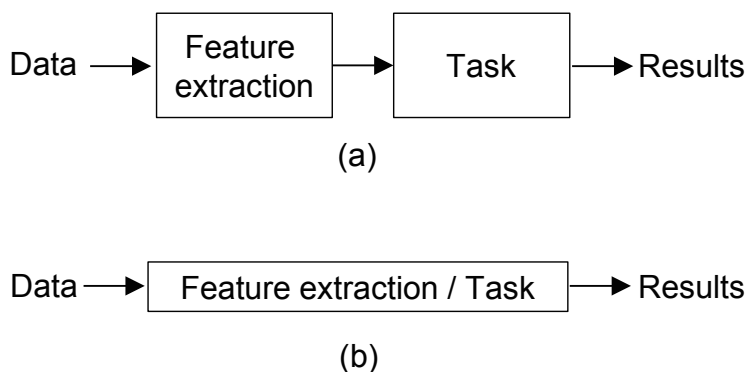 Data
Feature
extraction
Task
Results
(a)
Data
Feature extraction / Task
Results
(b)